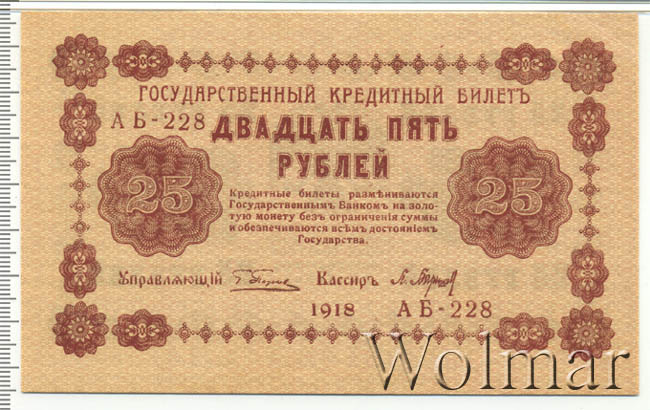 ГОСУДАРСТВЕННЫЙ КРЕДИТНЫЙ БИЛЕТЪ
АБ-228 ДВАДЦАТЬ ПЯТЬ
РУБЛЕЙ
25 25
Кредитные билеты размѣниваются
Государственнымъ Банкомъ на золо-
тую монету безъ ограниченія суммы
и обезпечиваются всѣмъ достояніемъ
Государства.
Управляющій Кассиръ
1918 АБ-228
Wolmar